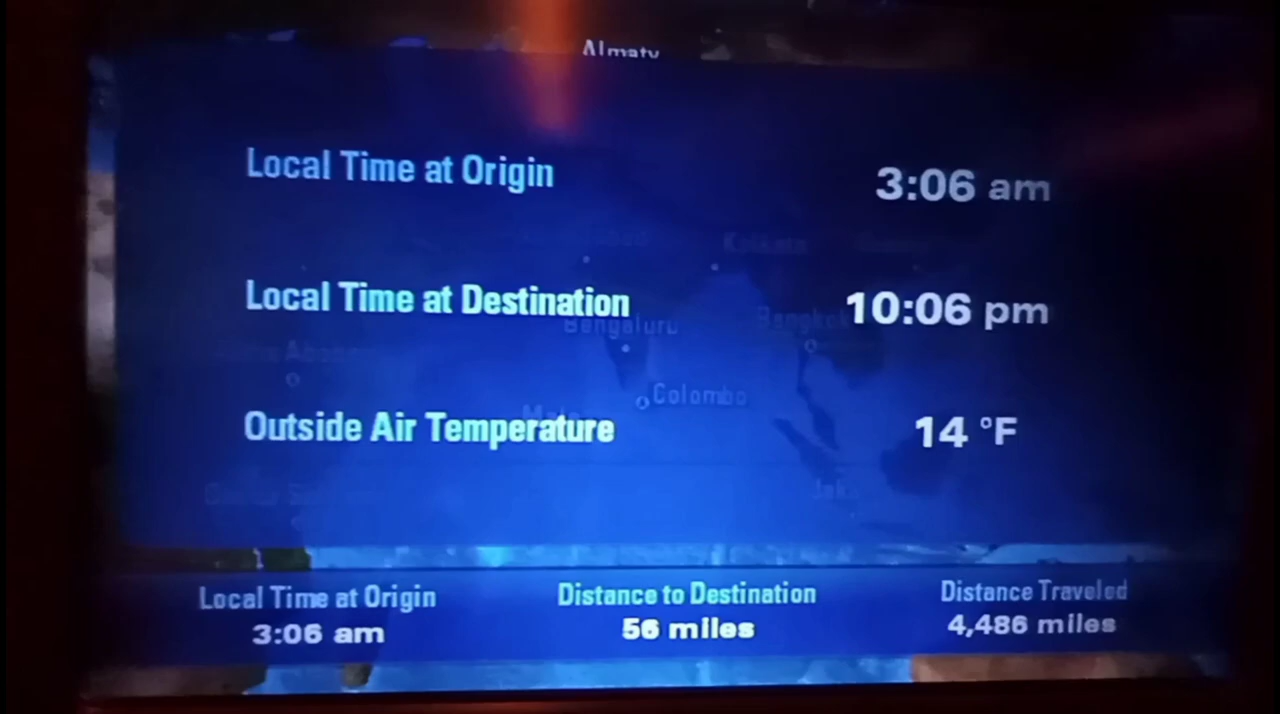 Almaty
Local Time at Origin 3:06 am
Kolkata
Local Time at Destination 10:06 pm
Bengaluru Bangkok
Colombo
Outside Air Temperature 14 °F
Local Time at Origin Distance to Destination Distance Traveled
3:06 am 56 miles 4,486 miles